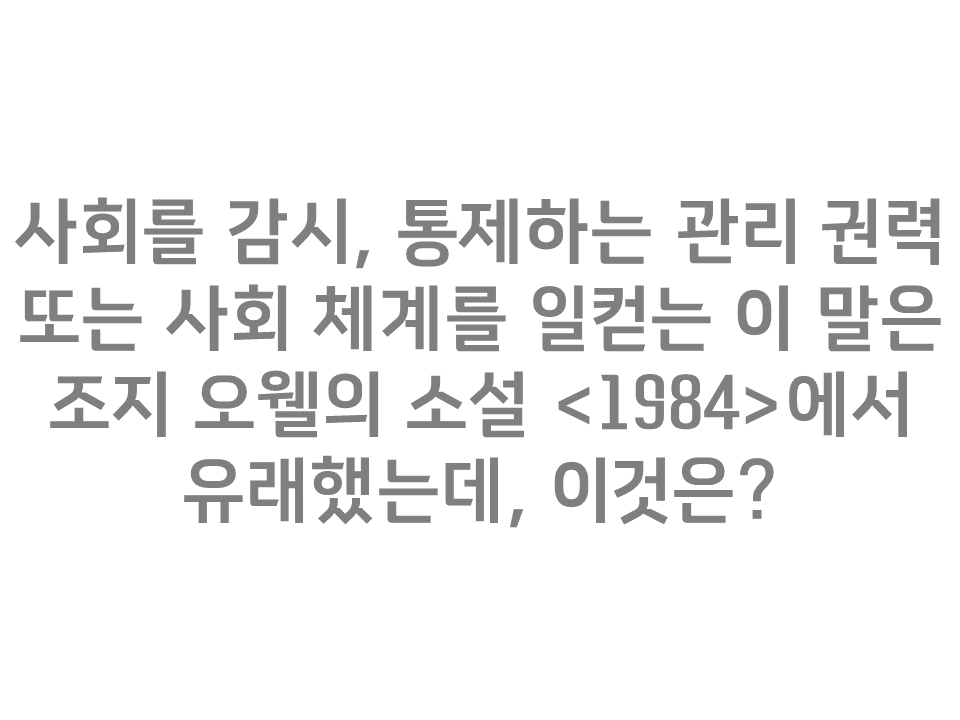 사회를 감시, 통제하는 관리 권력
또는 사회 체계를 일컫는 이 말은
조지 오웰의 소설 <1984>에서
유래했는데, 이것은?